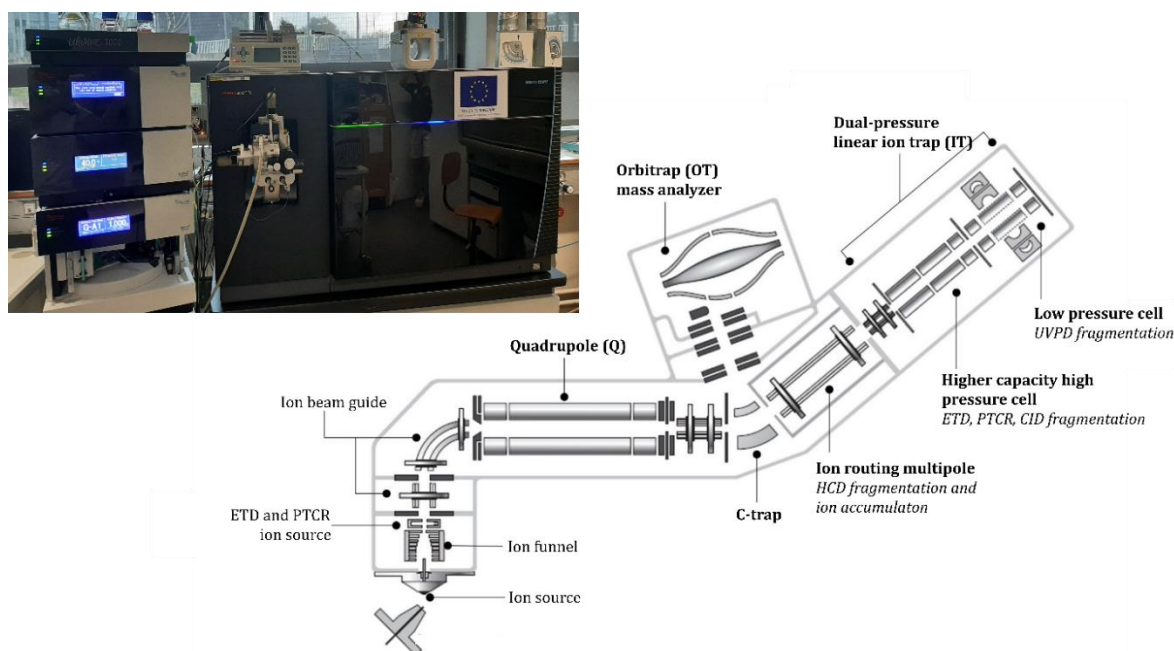 Dual-pressure
linear ion trap (IT)
Orbitrap (OT)
mass analyzer
Low pressure cell
UVPD fragmentation
Quadrupole (Q)
Higher capacity high
pressure cell
ETD, PTCR, CID fragmentation
Ion beam guide
Ion routing multipole
HCD fragmentation and
ion accumulaton
C-trap
ETD and PTCR
ion source
Ion funnel
Ion source